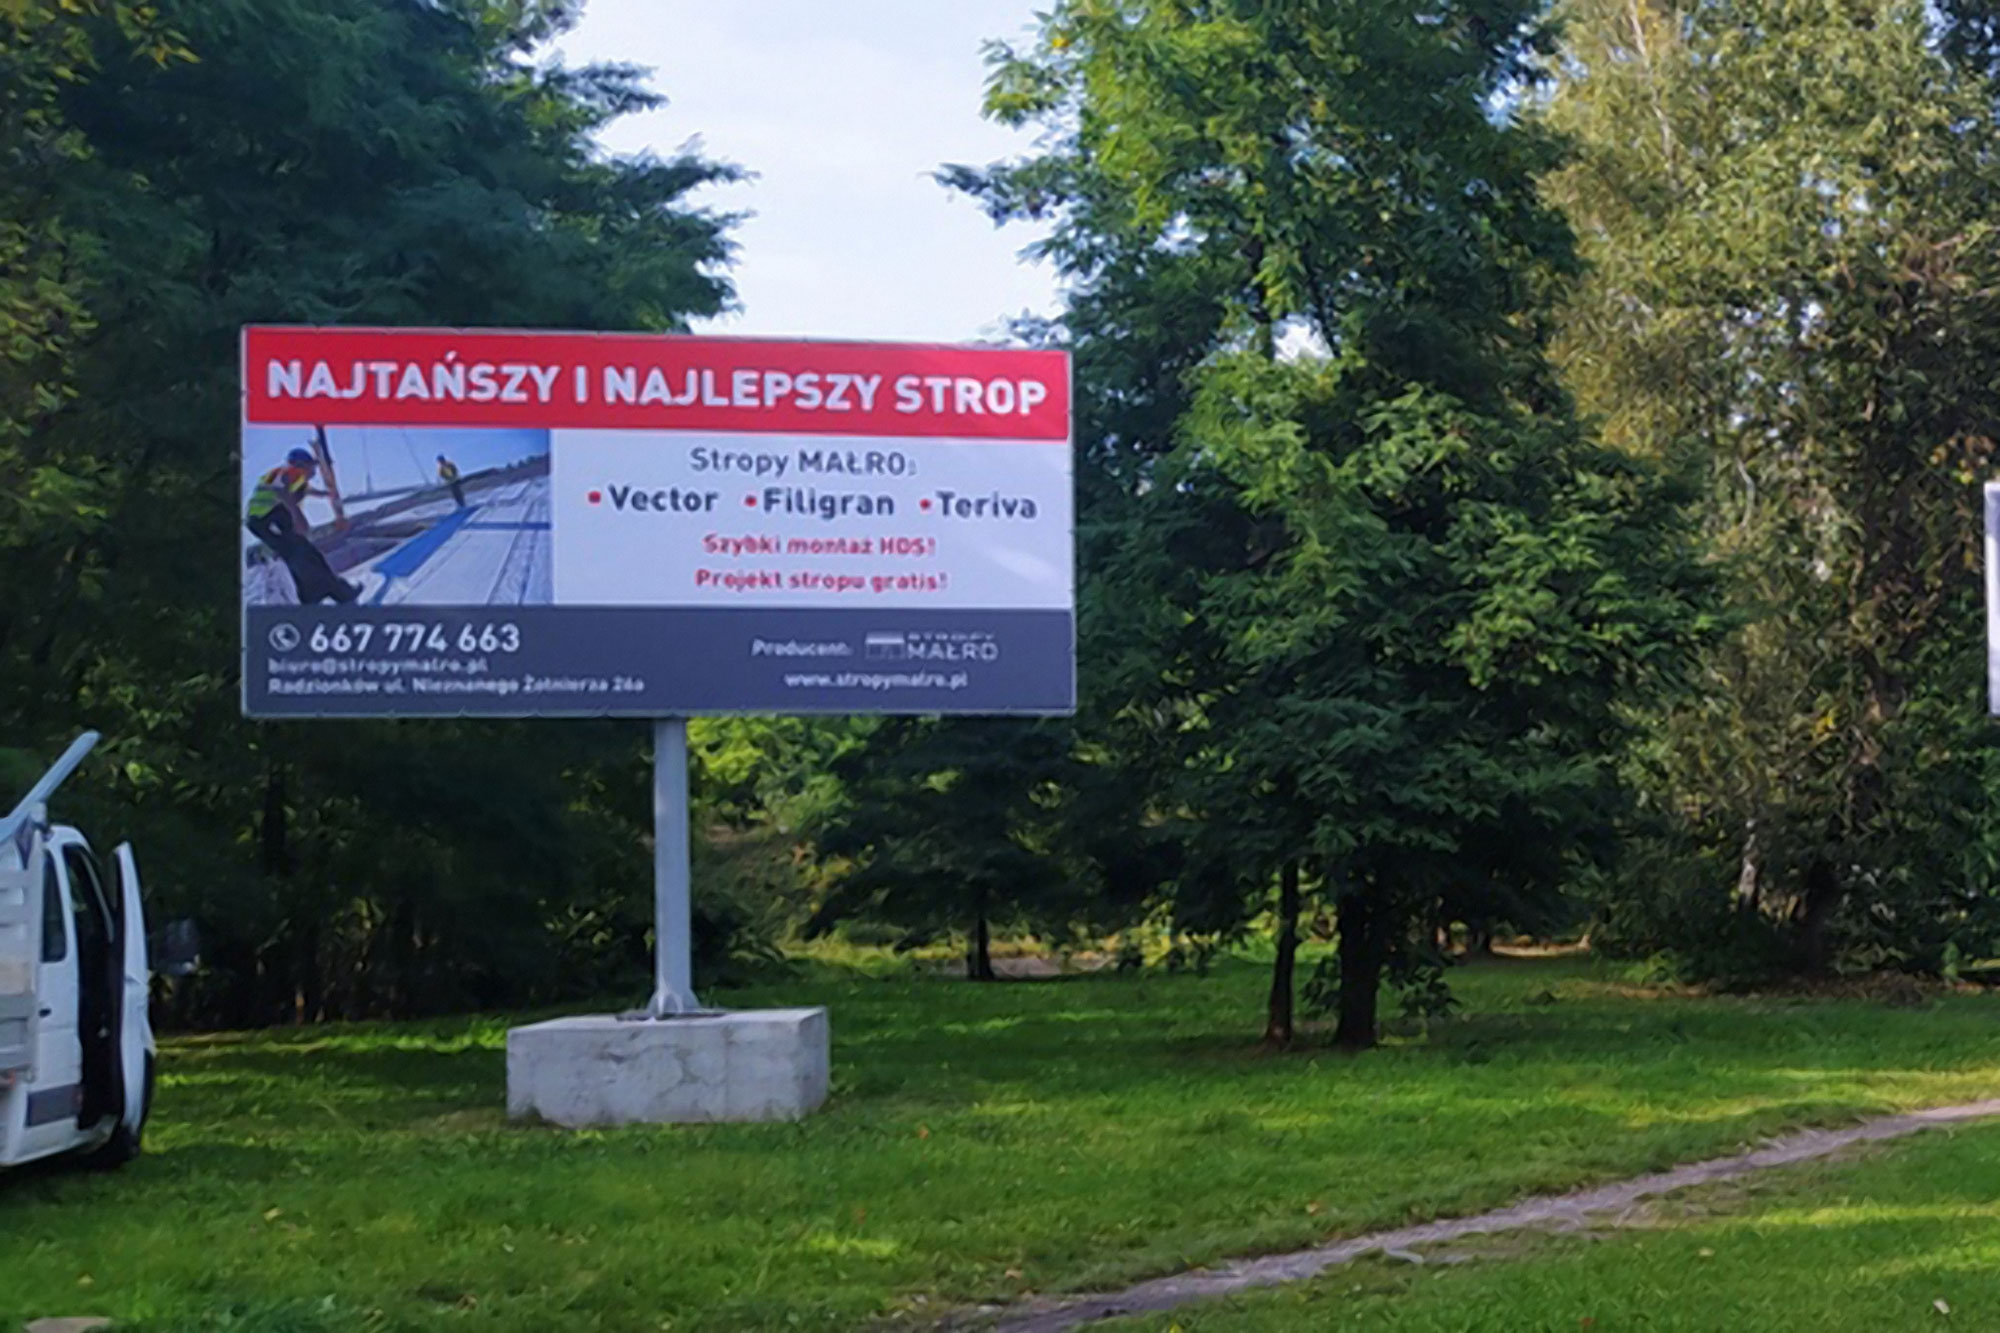 NAJTAŃSZY I NAJLEPSZY STROP
Stropy MAŁRO:
• Vector • Filigran • Teriva
Szybki montaż HDS!
Projekt stropu gratis!
667 774 663
biuro@stropymalro.pl
Radzionków ul. Nieznanego Żołnierza 26a
Producent: STROPY MAŁRO
www.stropymalro.pl